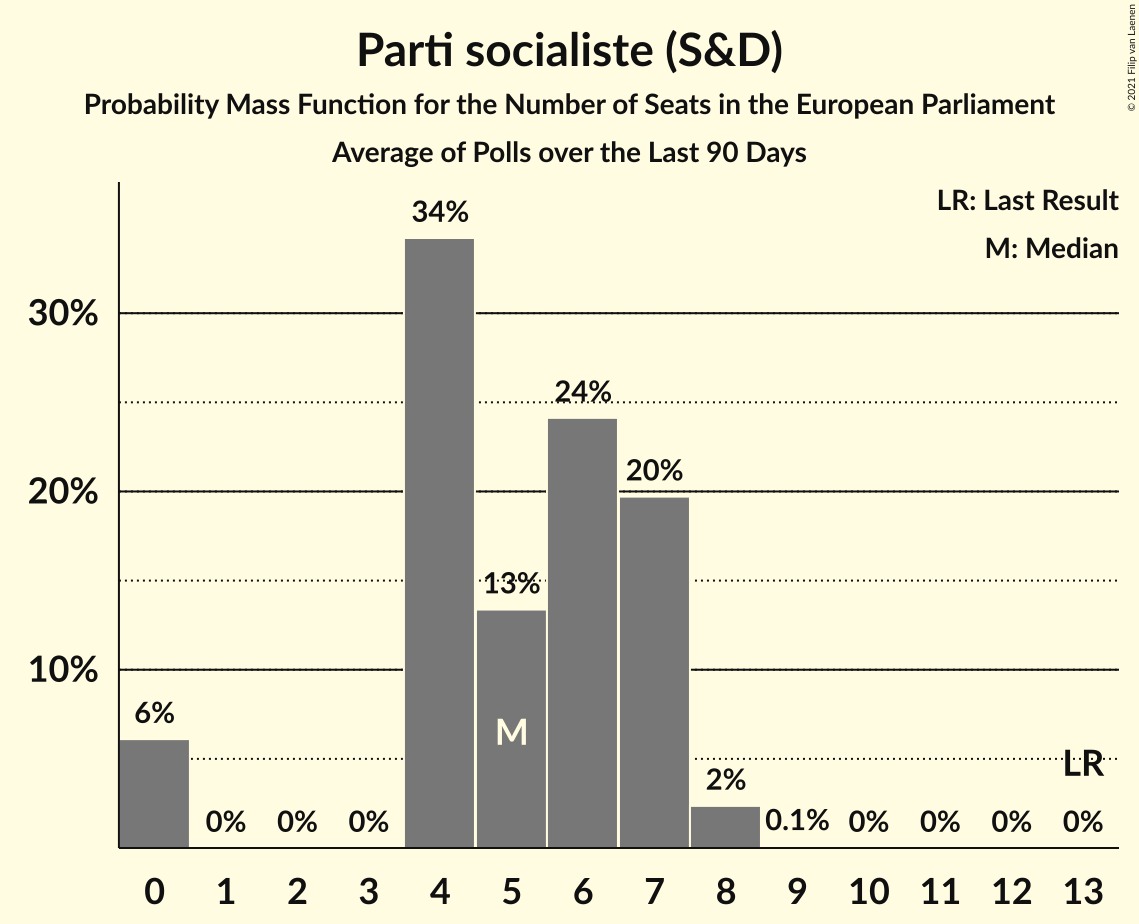 Parti socialiste (S&D)
Probability Mass Function for the Number of Seats in the European Parliament
Average of Polls over the Last 90 Days
© 2021 Filip van Laenen
LR: Last Result
M: Median
34%
30%
24%
20%
20%
13%
10%
6%
M
LR
2%
0% 0% 0% 0.1% 0% 0% 0% 0%
0 1 2 3 4 5 6 7 8 9 10 11 12 13